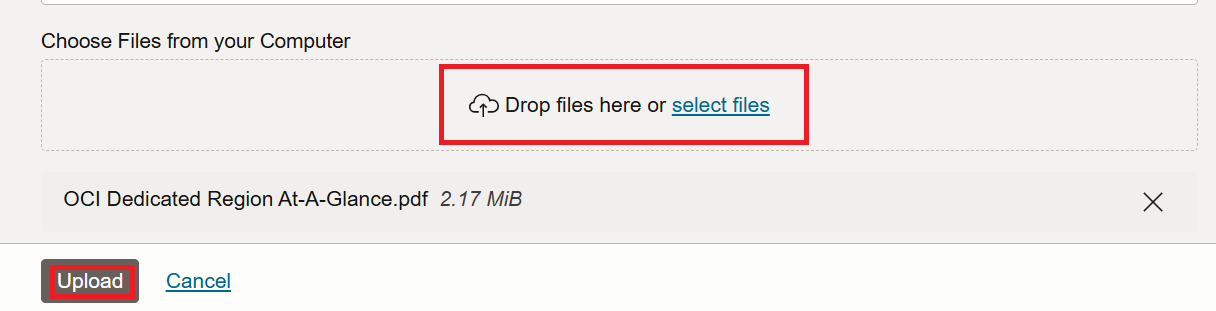 Choose Files from your Computer
Drop files here or select files
OCI Dedicated Region At-A-Glance.pdf 2.17 MiB
Upload Cancel